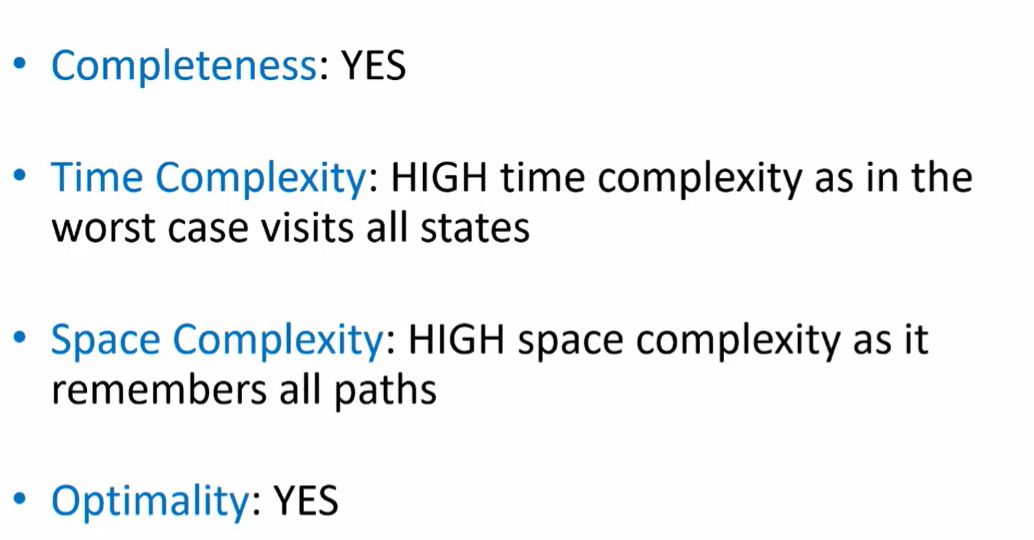 • Completeness: YES
• Time Complexity: HIGH time complexity as in the
worst case visits all states
• Space Complexity: HIGH space complexity as it
remembers all paths
• Optimality: YES